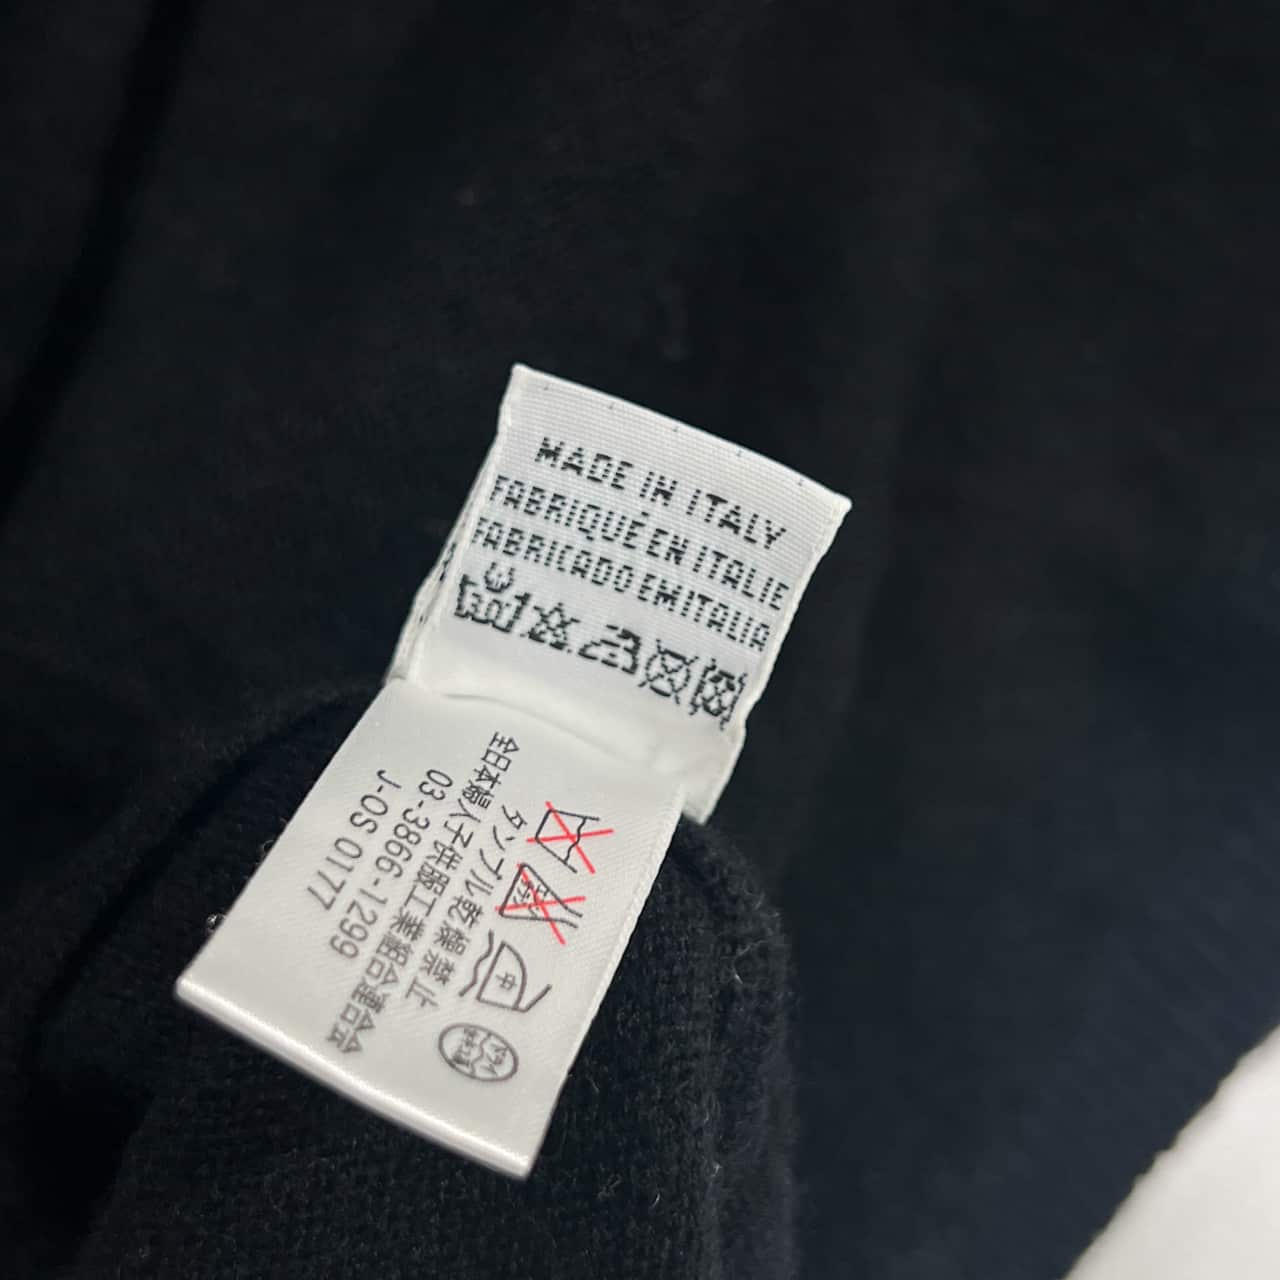 MADE IN ITALY
FABRIQUÉ EN ITALIE
FABRICADO EM ITALIA
中
タンブル乾燥禁止
全日本婦人子供服工業組合連合会
03-3866-1299
J-OS 0177